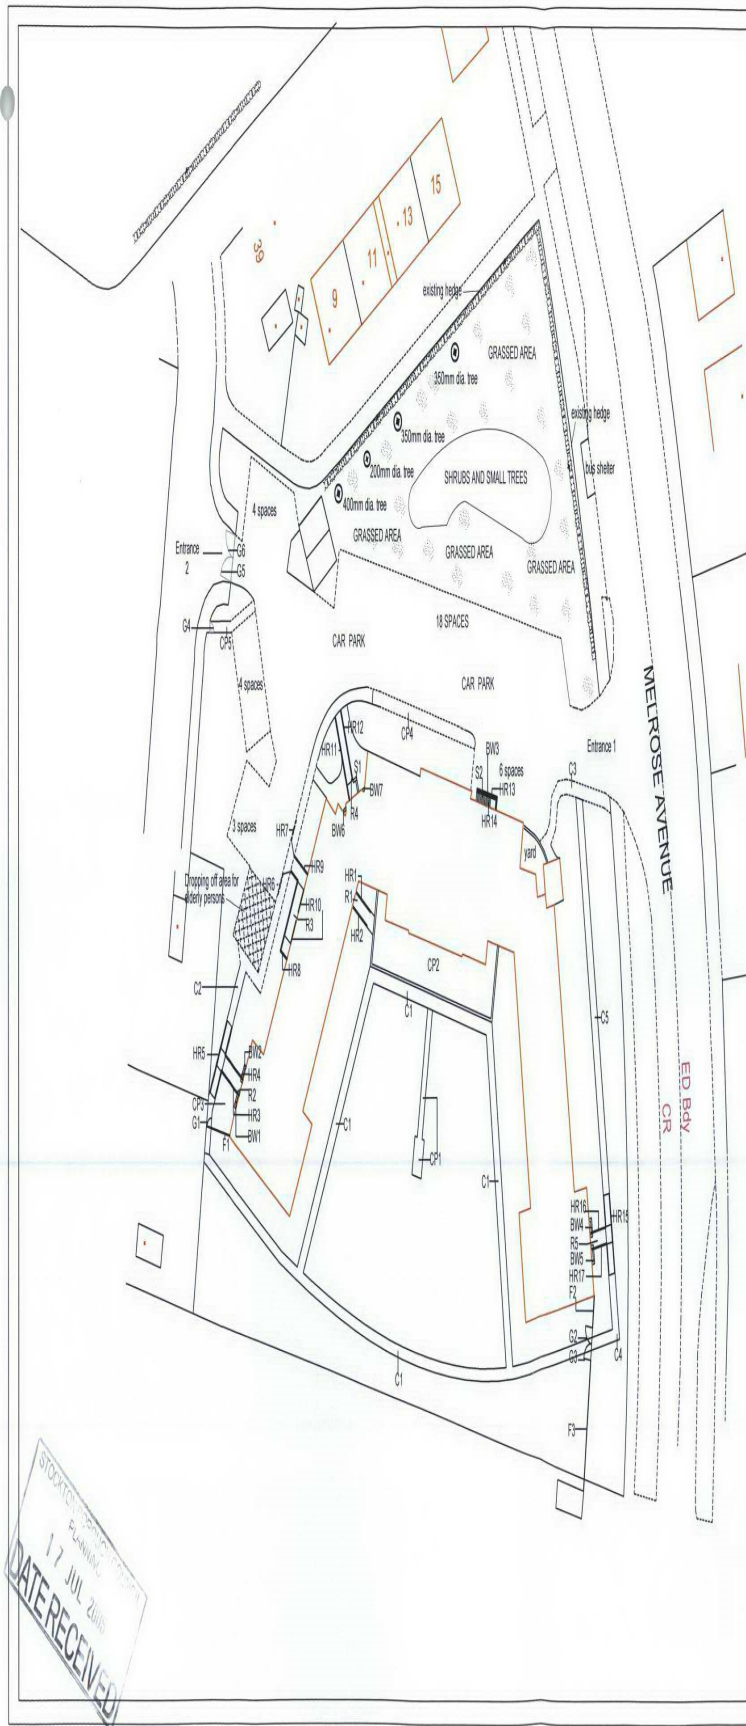 39
15
13
11
9
existing hedge
GRASSED AREA
350mm dia. tree
existing hedge
350mm dia. tree
bus shelter
200mm dia. tree
SHRUBS AND SMALL TREES
400mm dia. tree
4 spaces
GRASSED AREA
GRASSED AREA
GRASSED AREA
Entrance
2
G6
G5
G4
CP5
18 SPACES
CAR PARK
CAR PARK
4 spaces
MELROSE AVENUE
HR12
CP4
HR11
Entrance 1
BW3
S1
S2
6 spaces
C3
BW7
HR13
R4
HR14
BW6
3 spaces
HR7
yard
HR9
HR1
Dropping off area for
elderly persons
HR6
R1
HR10
R3
HR2
CP2
HR8
C2
C1
C5
HR5
BW2
HR4
R2
CP3
HR3
G1
BW1
F1
C1
CP1
C1
ED Bdy
CR
HR16
HR15
BW4
R5
BW5
HR17
F2
G2
G3
C4
C1
F3
STOCKTON BOROUGH COUNCIL
PLANNING
17 JUL
DATE RECEIVED